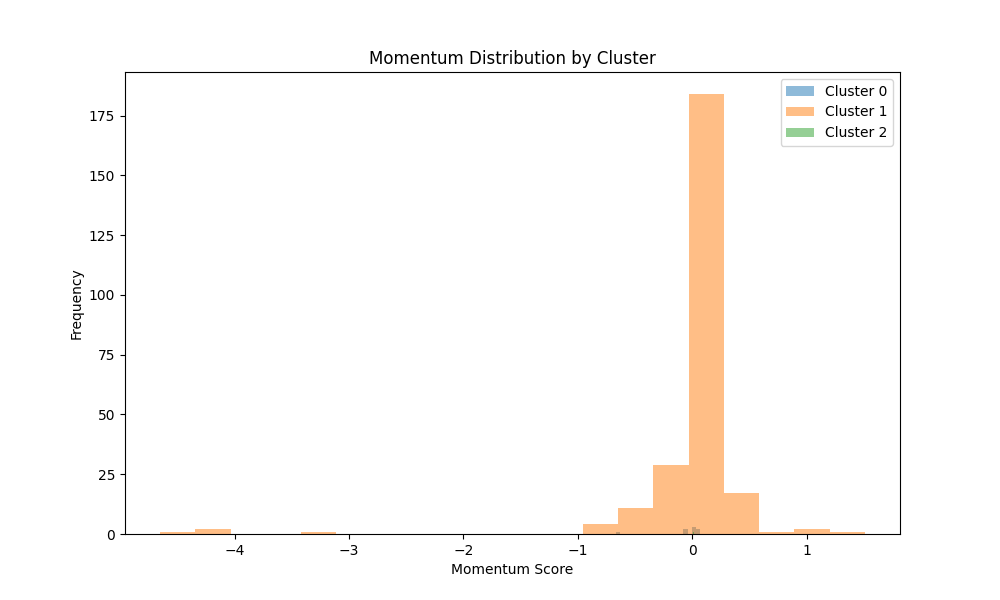 Momentum Distribution by Cluster
Cluster 0
Cluster 1
Cluster 2
Frequency
175
150
125
100
75
50
25
0
−4
−3
−2
−1
0
1
Momentum Score